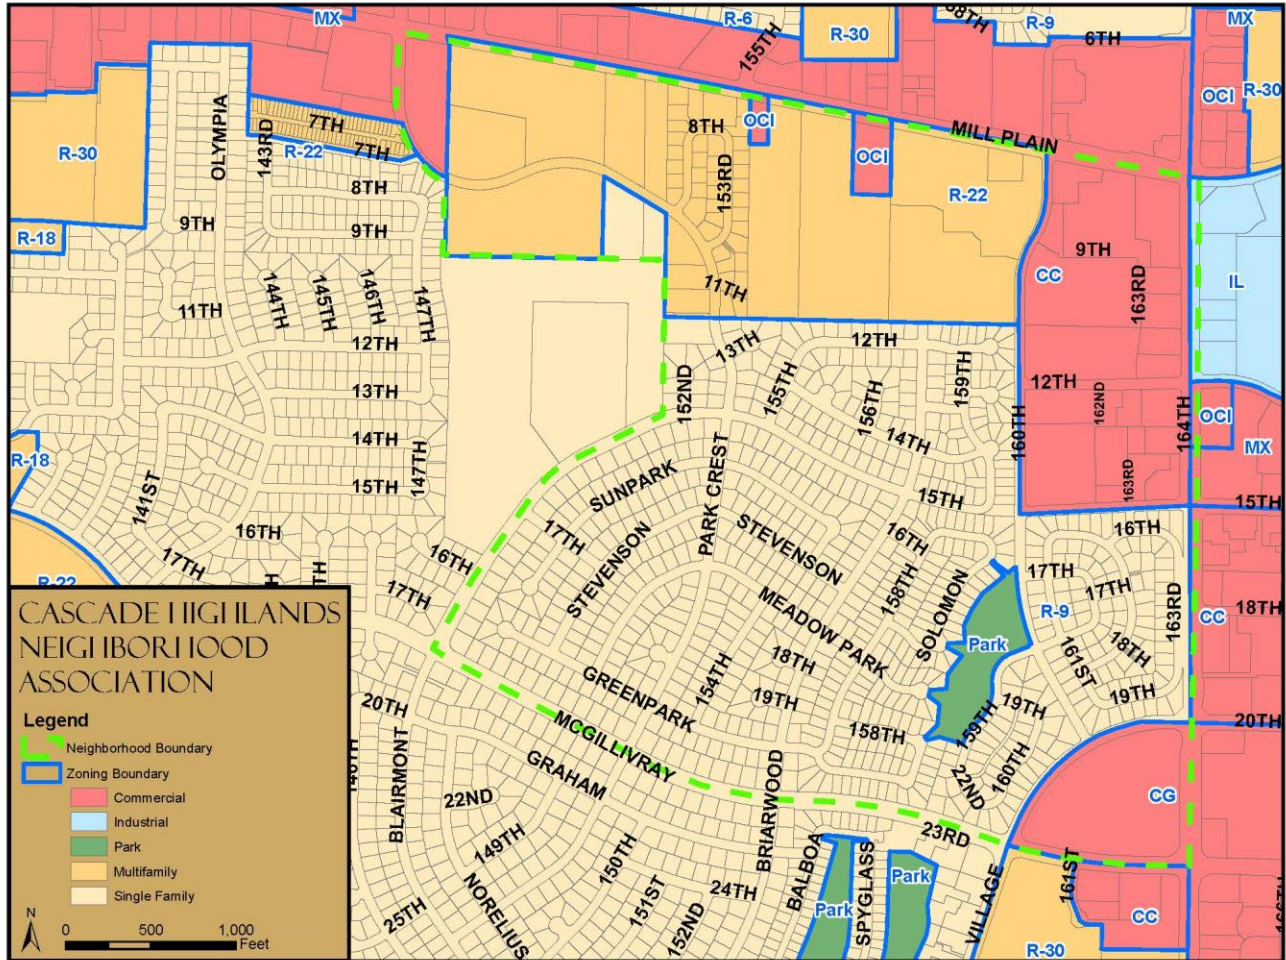 MX
R-6
R-30
38TH
R-9
6TH
MX
155TH
OCI
R-30
R-30
OLYMPIA
143RD
7TH
R-22
7TH
8TH
OCI
OCI
MILL PLAIN
8TH
153RD
R-22
R-18
9TH
9TH
9TH
CC
163RD
IL
11TH
144TH
145TH
146TH
147TH
11TH
12TH
13TH
12TH
13TH
152ND
155TH
156TH
159TH
12TH
162ND
164TH
OCI
MX
R-18
14TH
147TH
15TH
14TH
15TH
160TH
163RD
15TH
141ST
16TH
17TH
16TH
17TH
SUNPARK
17TH
STEVENSON
PARK CREST
STEVENSON
16TH
158TH
MEADOW PARK
SOLOMON
16TH
17TH
17TH
R-9
163RD
CC
18TH
R-22
TH
Park
161ST
18TH
19TH
19TH
159TH
160TH
22ND
20TH
GREENPARK
154TH
18TH
19TH
158TH
MCGILLIVRAY
20TH
BLAIRMONT
GRAHAM
22ND
149TH
150TH
NORELIUS
25TH
151ST
152ND
24TH
BRIARWOOD
BALBOA
SPYGLASS
Park
Park
23RD
VILLAGE
161ST
CG
CC
R-30
CASCADE HIGHLANDS
NEIGHBORHOOD
ASSOCIATION
Legend
Neighborhood Boundary
Zoning Boundary
Commercial
Industrial
Park
Multifamily
Single Family
N
0 500 1,000
Feet